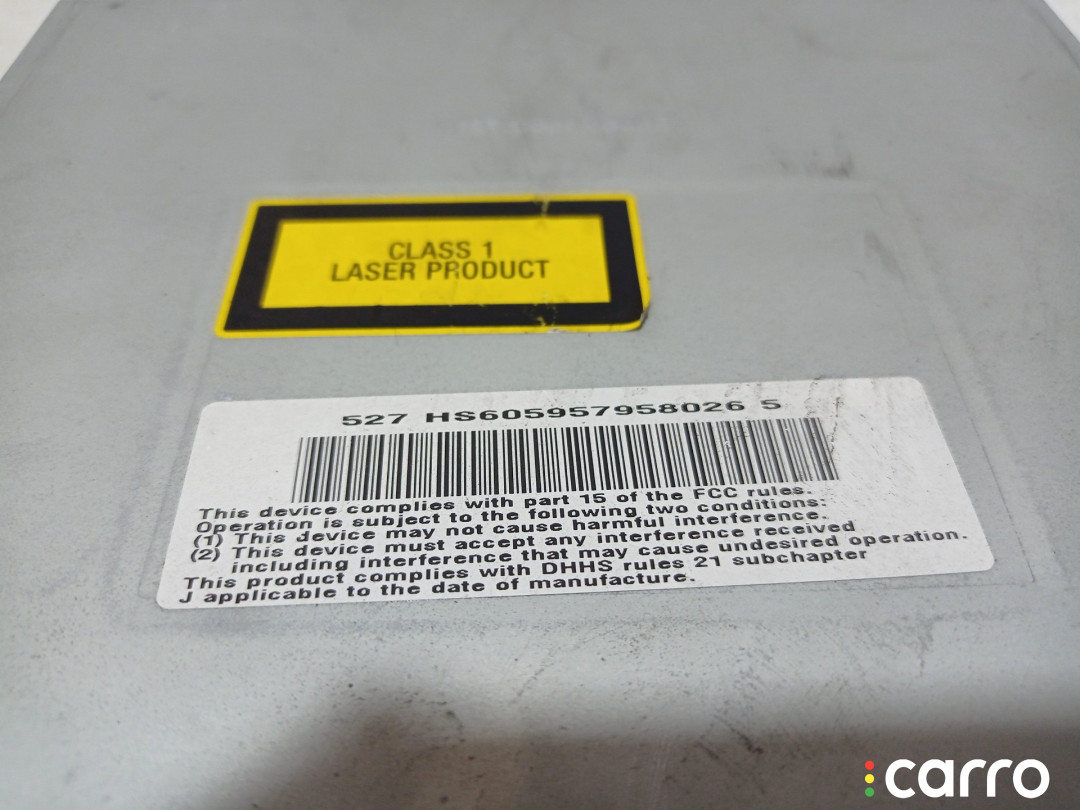 CLASS 1
LASER PRODUCT
527 HS605957958026 5
This device complies with part 15 of the FCC rules.
Operation is subject to the following two conditions:
(1) This device may not cause harmful interference.
(2) This device must accept any interference received
including interference that may cause undesired operation.
This product complies with DHHS rules 21 subchapter
J applicable to the date of manufacture.
carro